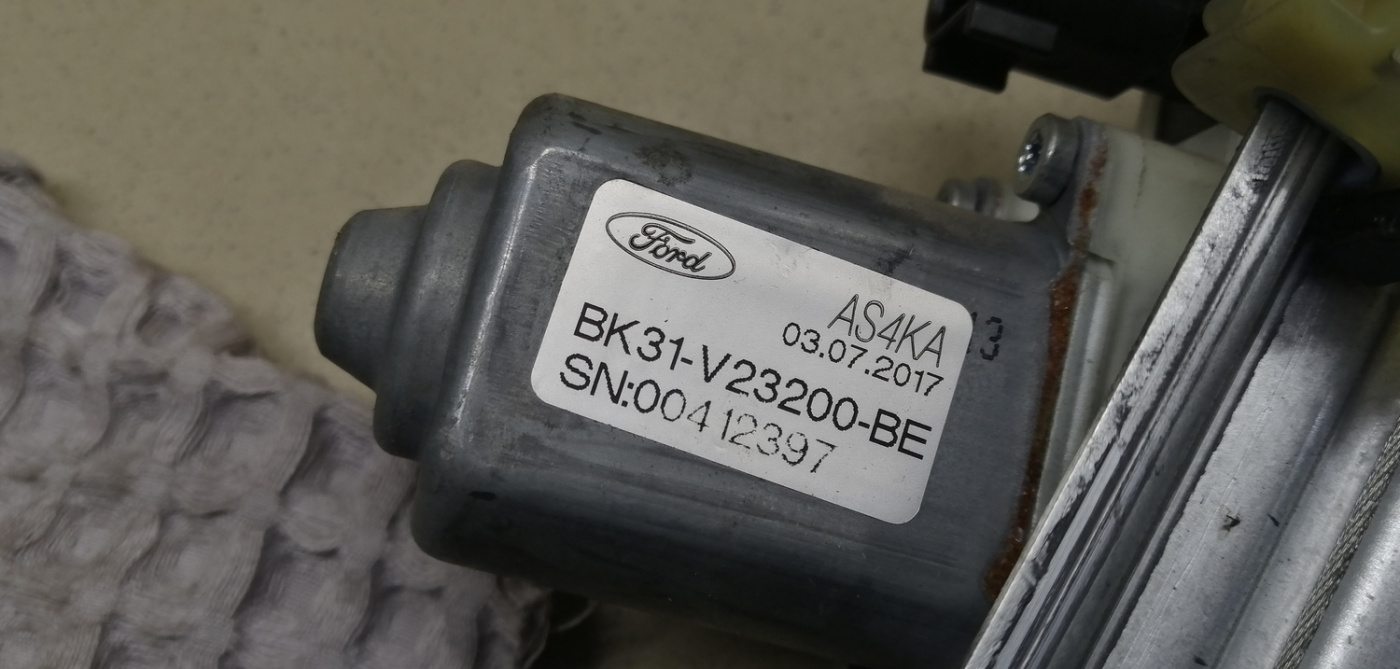 Ford
AS4KA
03.07.2017
BK31-V23200-BE
SN:00412397